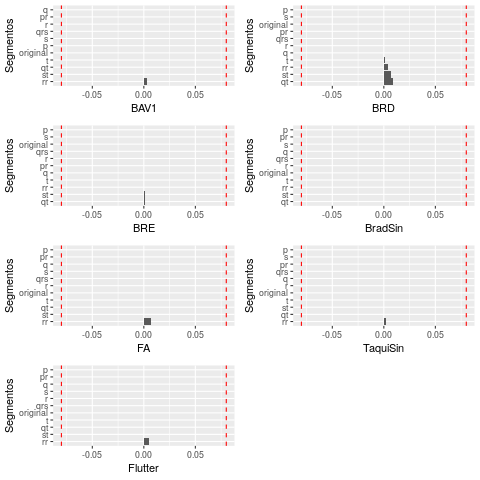 Segmentos
q
pr
r
qrs
s
p
original
t
qt
st
rr
-0.05 0.00 0.05
BAV1
Segmentos
p
s
original
pr
qrs
r
q
t
rr
st
qt
-0.05 0.00 0.05
BRD
Segmentos
p
s
original
qrs
r
pr
q
t
rr
st
qt
-0.05 0.00 0.05
BRE
Segmentos
p
pr
s
q
qrs
r
original
t
rr
st
qt
-0.05 0.00 0.05
BradSin
Segmentos
p
pr
q
s
qrs
r
original
t
qt
st
rr
-0.05 0.00 0.05
FA
Segmentos
p
s
pr
q
qrs
r
original
t
st
qt
rr
-0.05 0.00 0.05
TaquiSin
Segmentos
p
pr
q
s
r
qrs
original
t
qt
st
rr
-0.05 0.00 0.05
Flutter